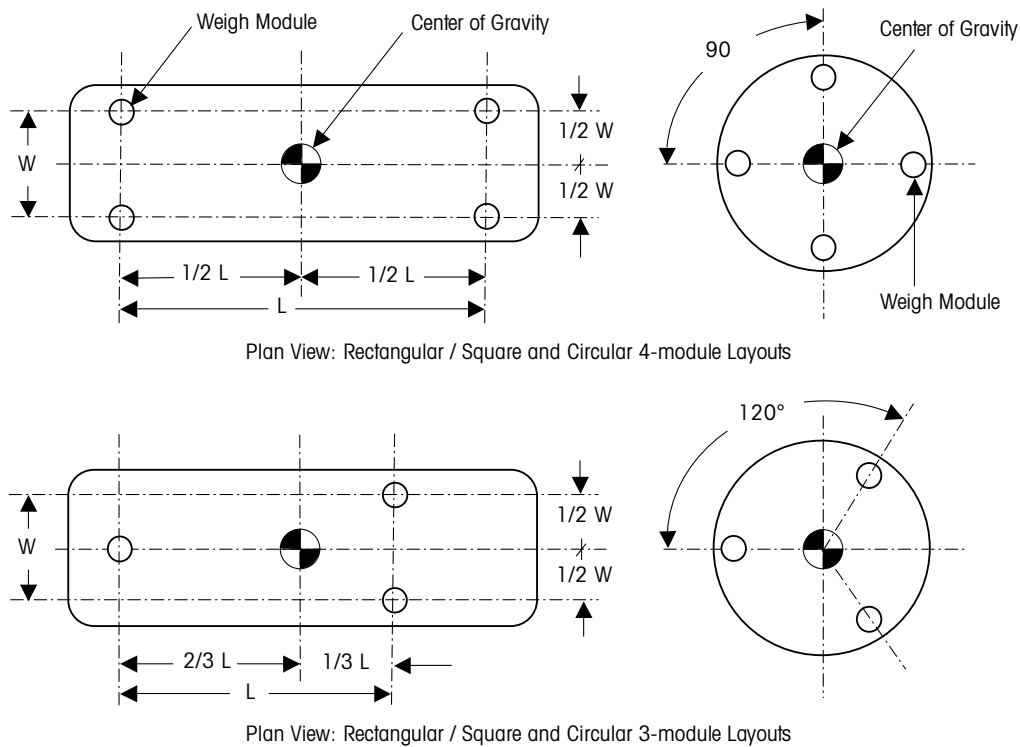 Weigh Module
Center of Gravity
W
1/2 W
1/2 W
1/2 L
1/2 L
L
90
Center of Gravity
Weigh Module
Plan View: Rectangular / Square and Circular 4-module Layouts
W
1/2 W
1/2 W
2/3 L
1/3 L
L
120°
Plan View: Rectangular / Square and Circular 3-module Layouts